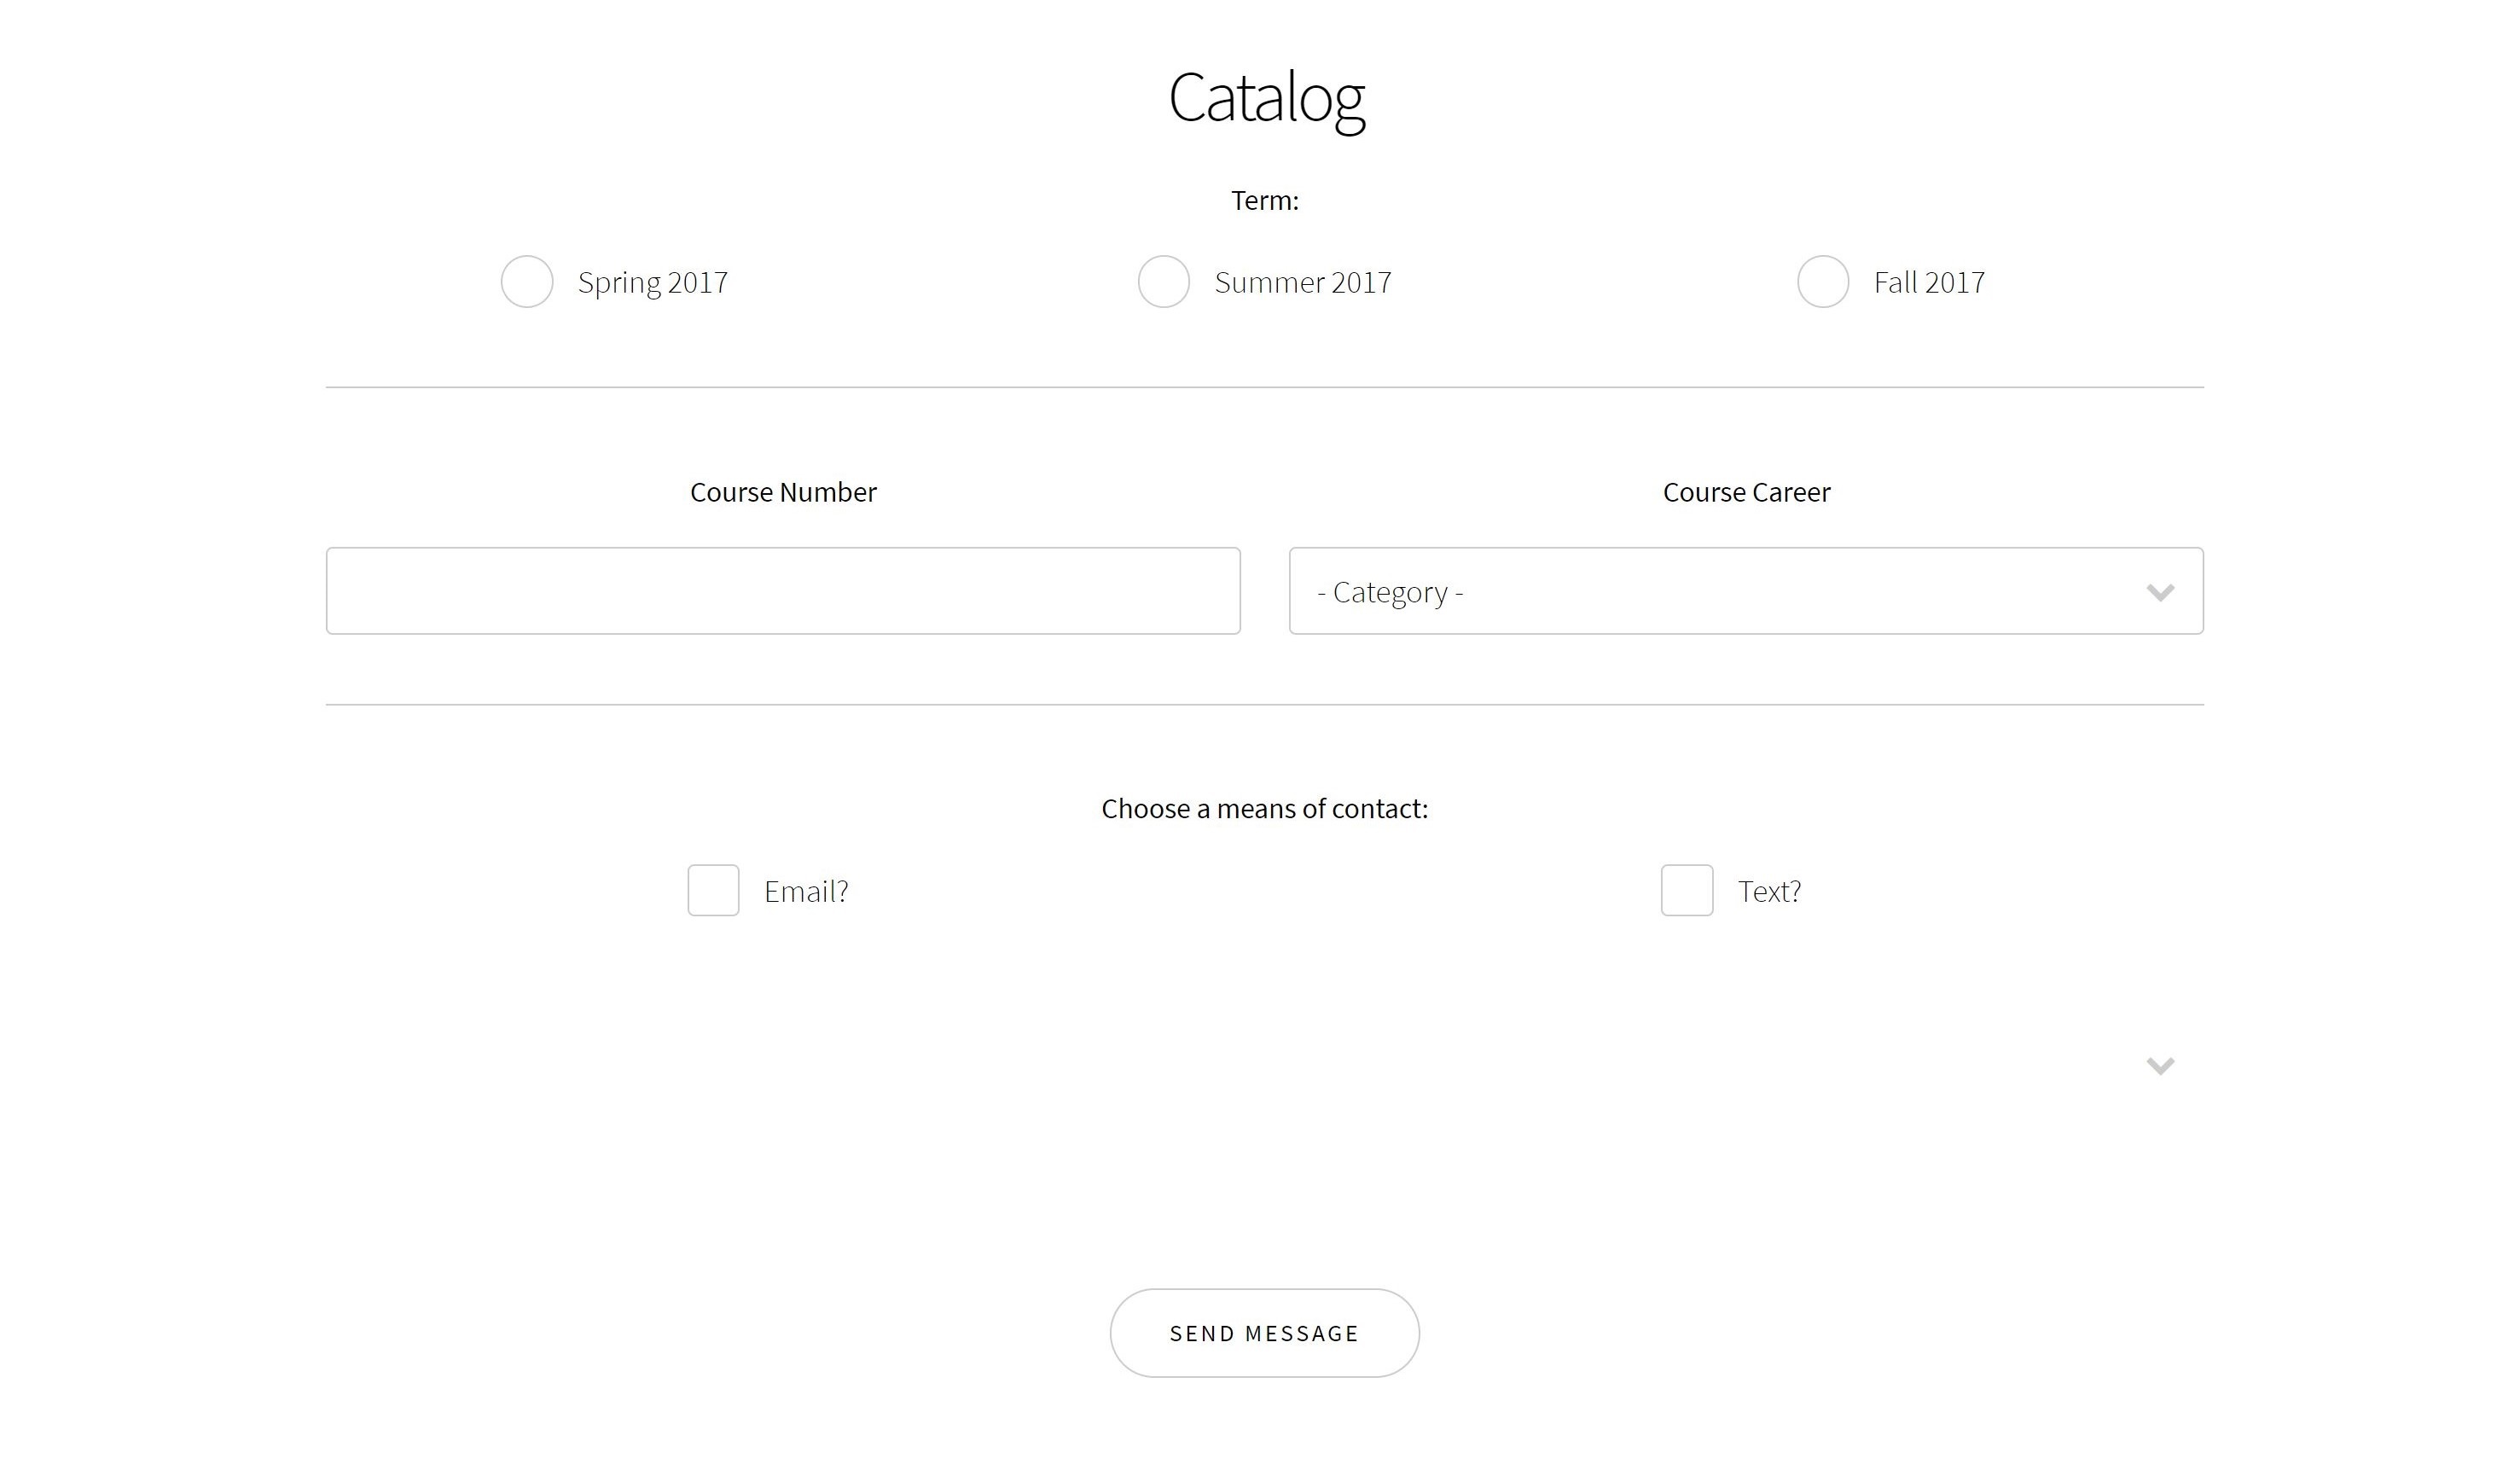 Catalog
Term:
Spring 2017
Summer 2017
Fall 2017
Course Number
Course Career
- Category -
Choose a means of contact:
Email?
Text?
SEND MESSAGE